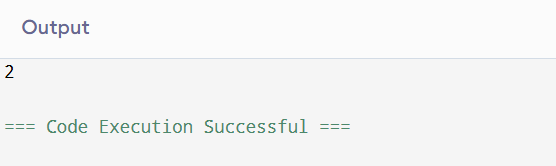 Output
2
=== Code Execution Successful ===